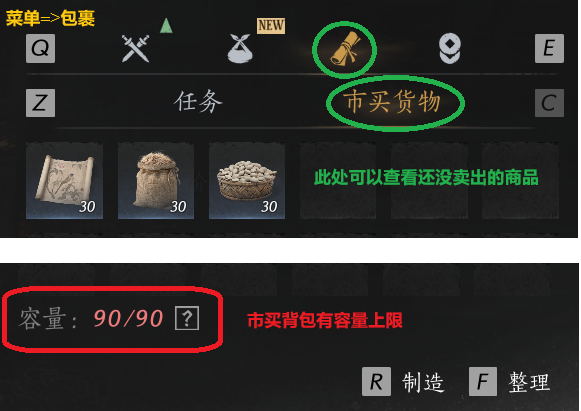 菜单=>包裹
NEW
Q
E
Z
任务
市买货物
C
此处可以查看还没卖出的商品
30
30
30
容量：90/90
?
市买背包有容量上限
R 制造
F 整理